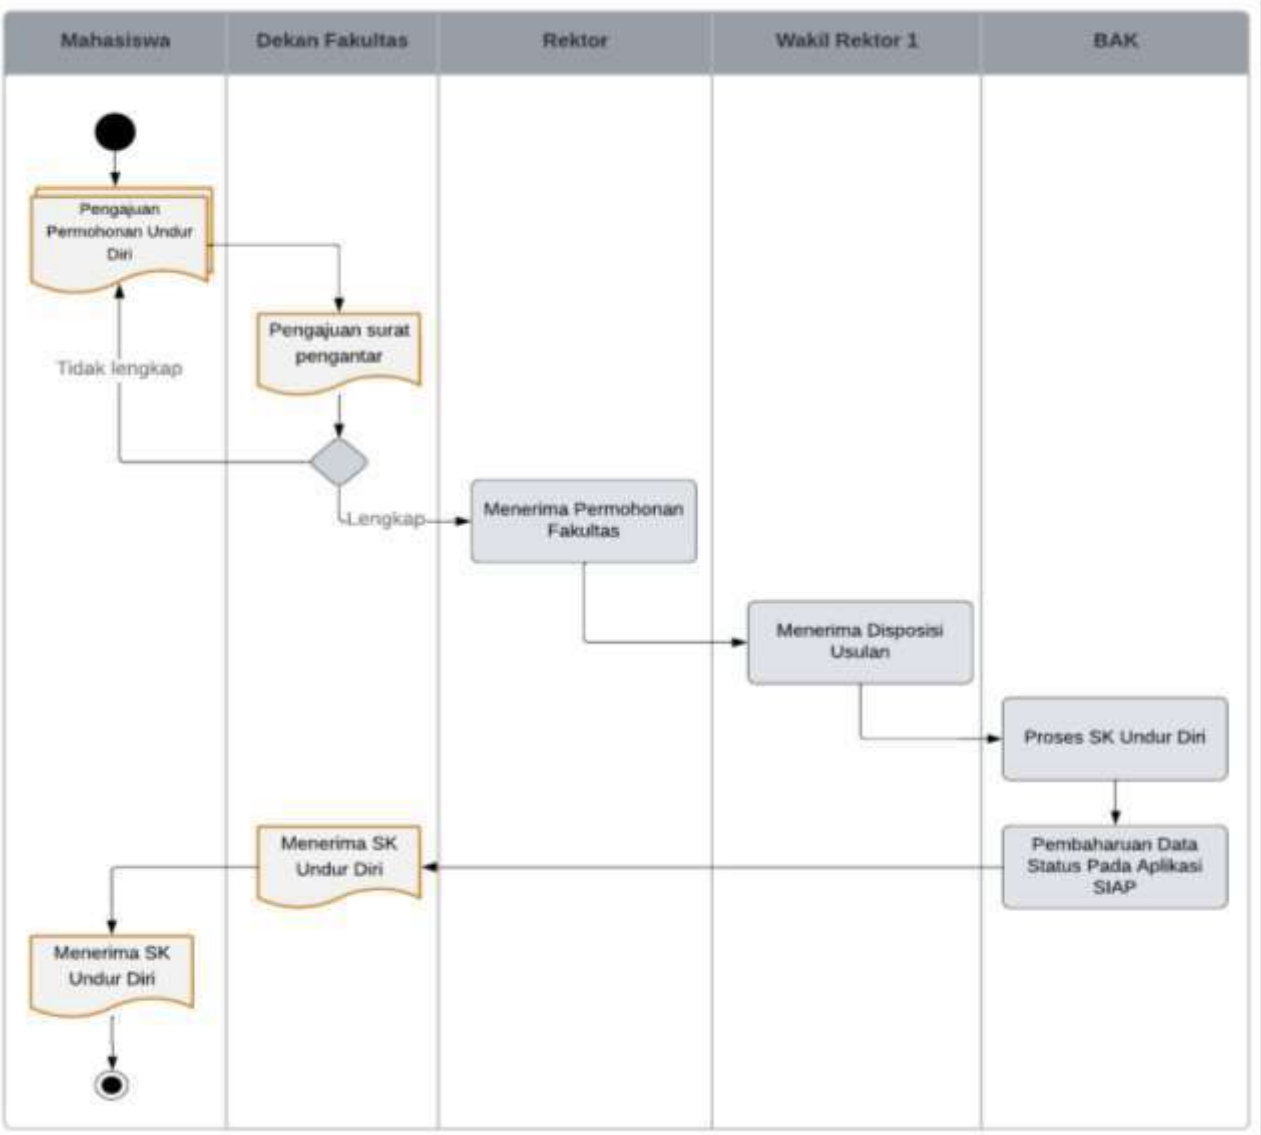 Mahasiswa
Dekan Fakultas
Rektor
Wakil Rektor 1
BAK
Pengajuan
Permohonan Undur
Diri
Pengajuan surat
pengantar
Tidak lengkap
Lengkap
Menerima Permohonan
Fakultas
Menerima Disposisi
Usulan
Proses SK Undur Diri
Pembaharuan Data
Status Pada Aplikasi
SIAP
Menerima SK
Undur Diri
Menerima SK
Undur Diri